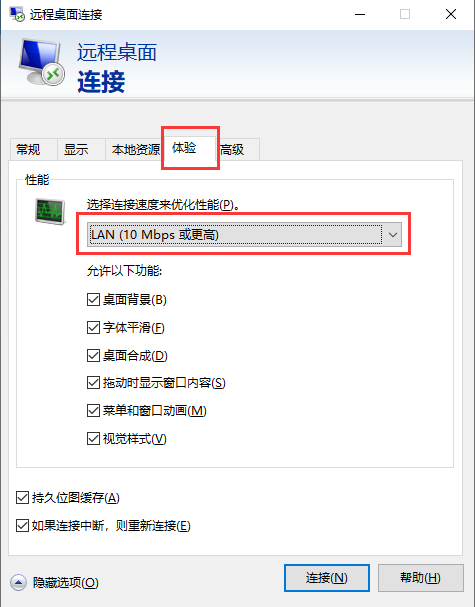 远程桌面连接
远程桌面
连接
常规 显示 本地资源 体验 高级
性能
选择连接速度来优化性能(P)。
LAN (10 Mbps 或更高)
允许以下功能:
桌面背景(B)
字体平滑(F)
桌面合成(D)
拖动时显示窗口内容(S)
菜单和窗口动画(M)
视觉样式(V)
持久位图缓存(A)
如果连接中断，则重新连接(E)
隐藏选项(O) 连接(N) 帮助(H)